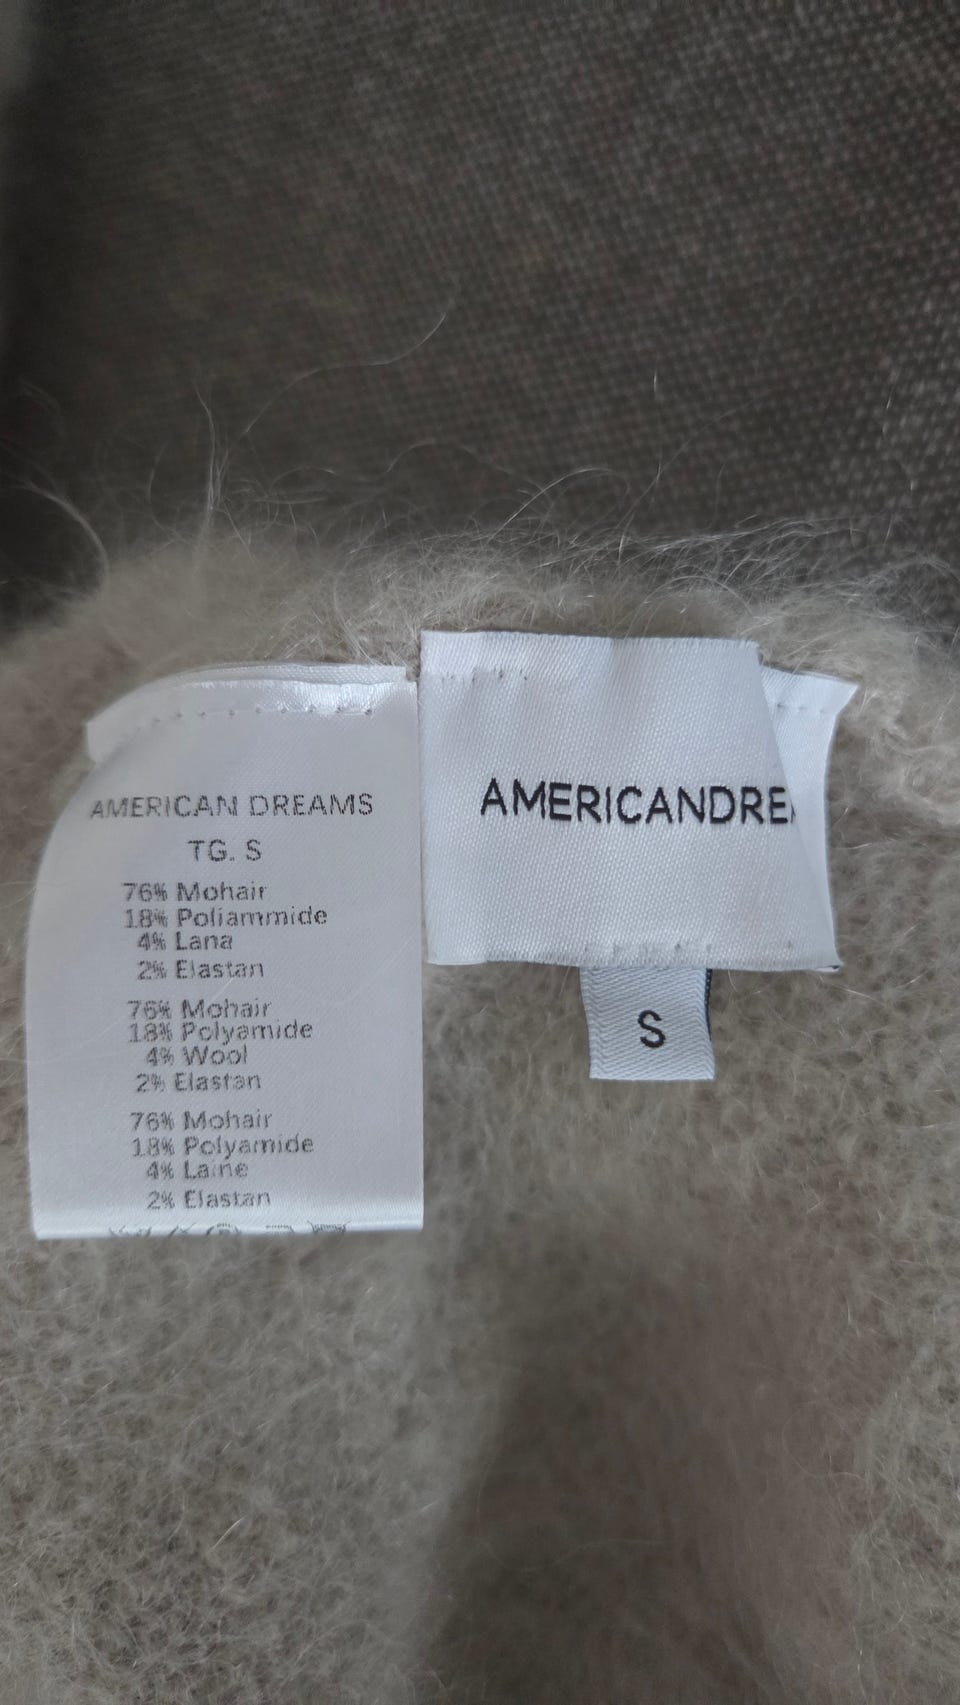 AMERICAN DREAMS
TG. S
76% Mohair
18% Poliammide
4% Lana
2% Elastan
76% Mohair
18% Polyamide
4% Wool
2% Elastan
76% Mohair
18% Polyamide
4% Laine
2% Elastan
AMERICANDRE
S